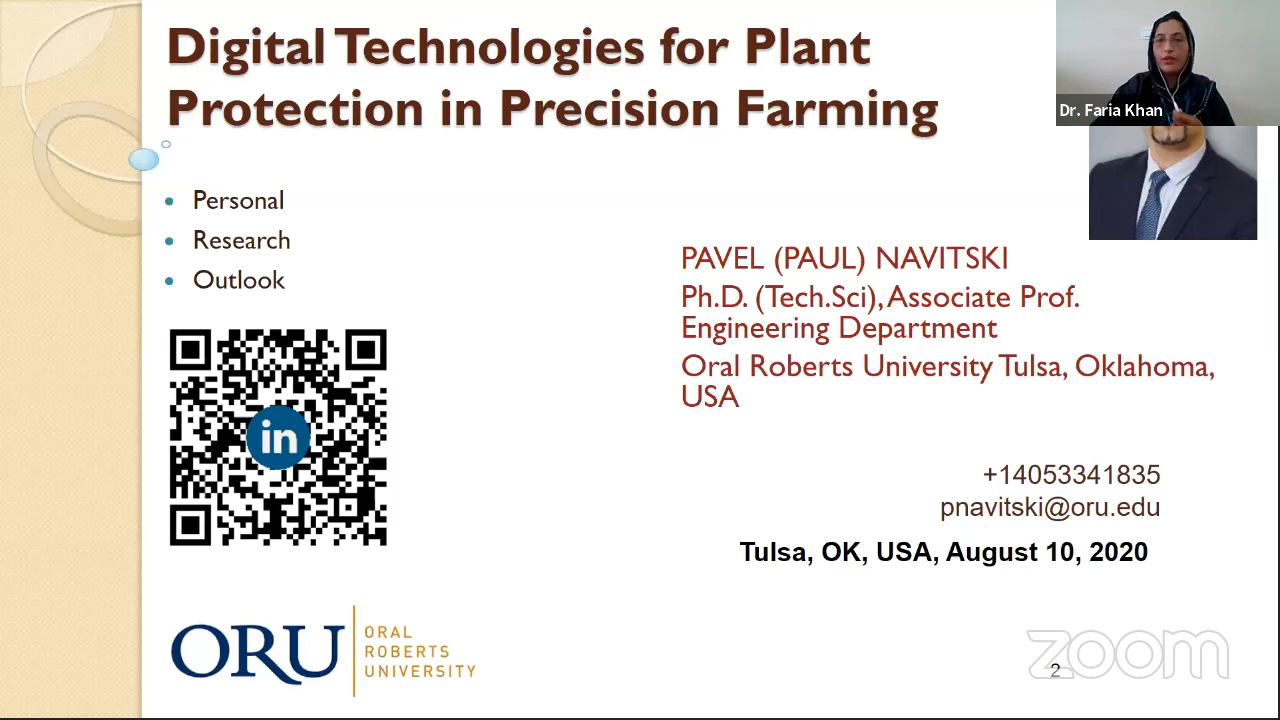 Digital Technologies for Plant
Protection in Precision Farming
Dr. Faria Khan
Personal
Research
Outlook
PAVEL (PAUL) NAVITSKI
Ph.D. (Tech.Sci), Associate Prof.
Engineering Department
Oral Roberts University Tulsa, Oklahoma,
USA
in
+14053341835
pnavitski@oru.edu
Tulsa, OK, USA, August 10, 2020
ORU
ORAL
ROBERTS
UNIVERSITY
zoom
2